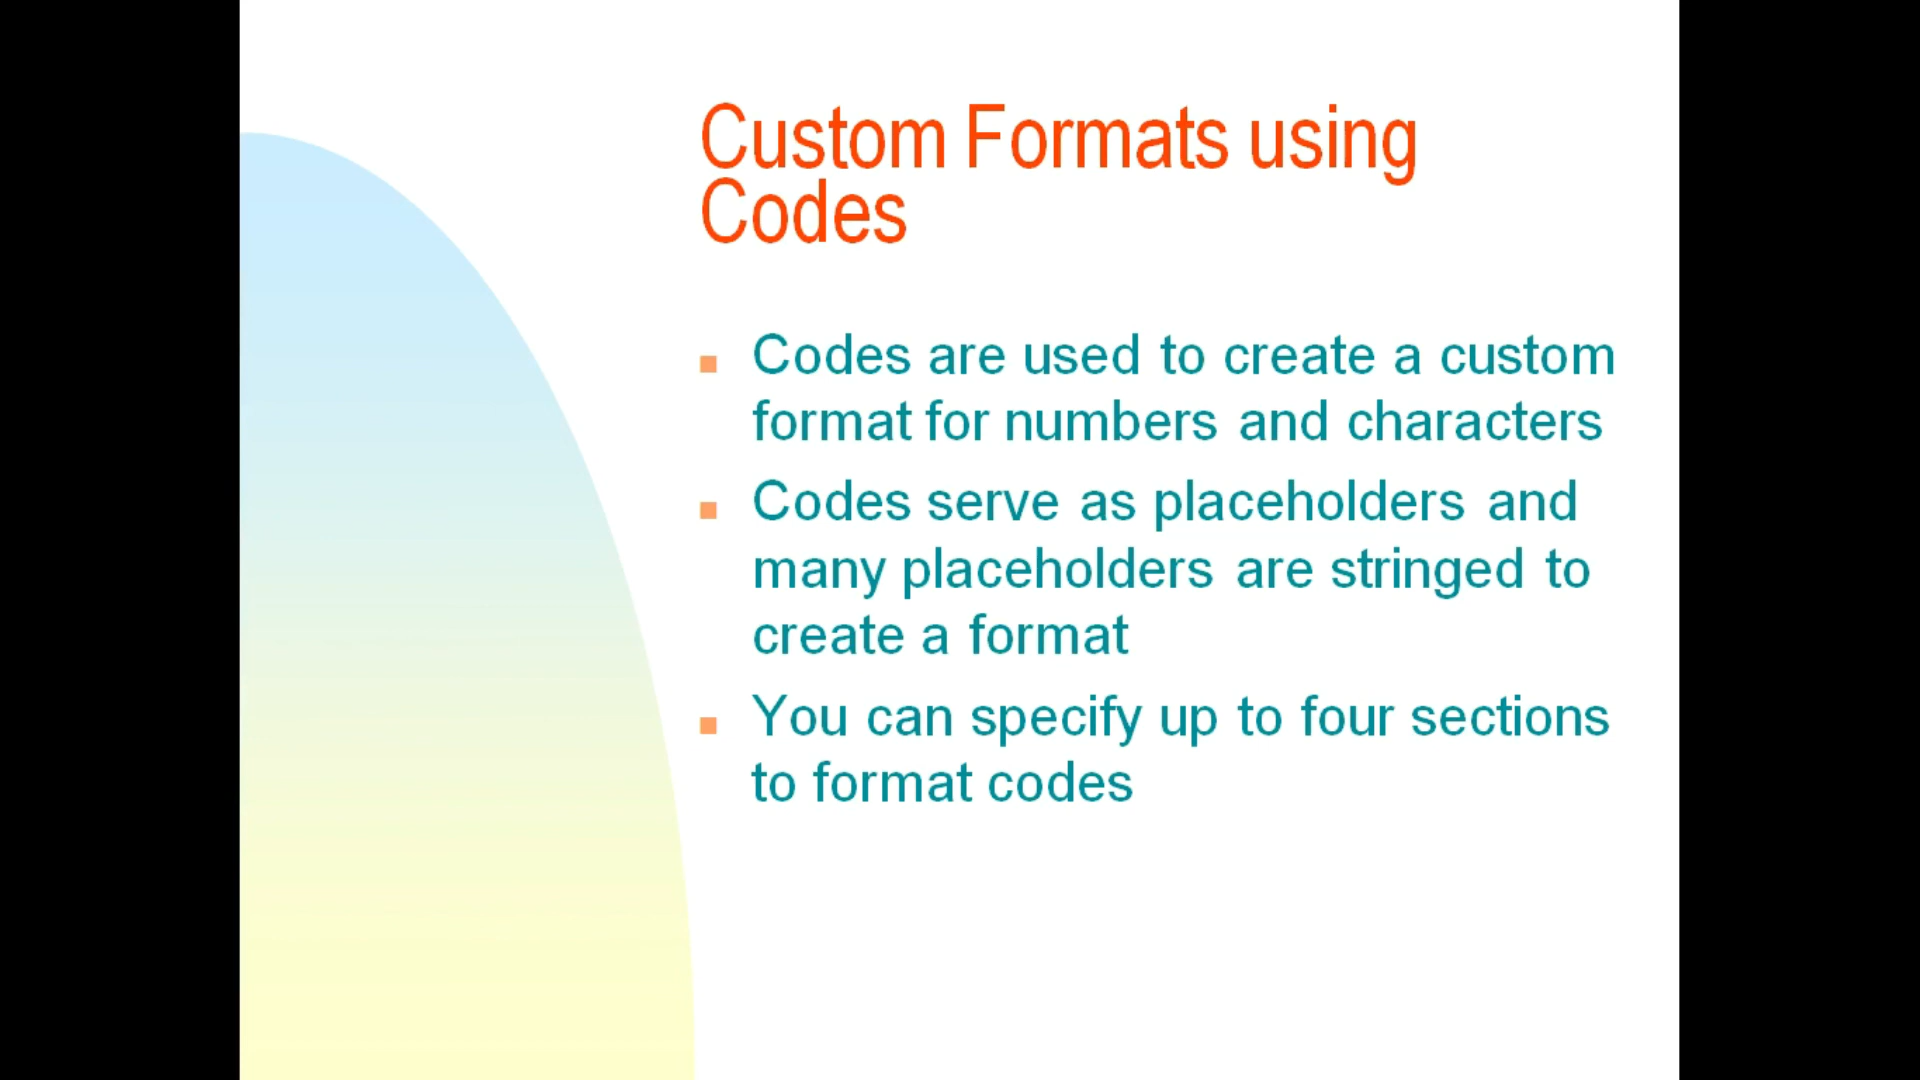 Custom Formats using
Codes
Codes are used to create a custom
format for numbers and characters
Codes serve as placeholders and
many placeholders are stringed to
create a format
You can specify up to four sections
to format codes